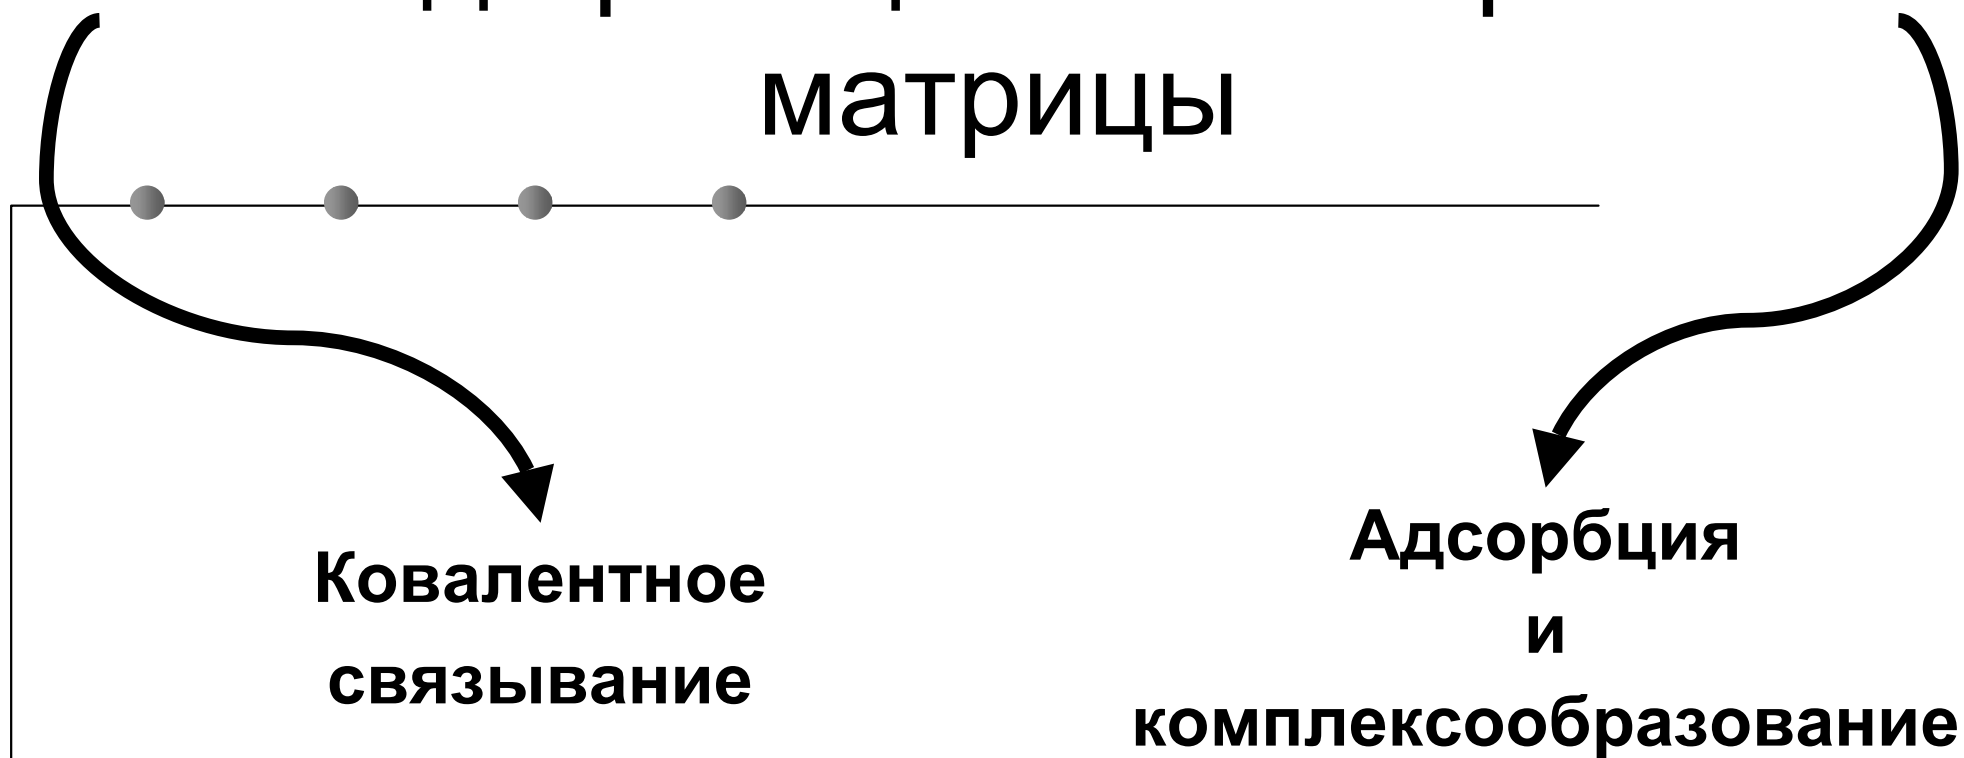 матрицы
Ковалентное
связывание
Адсорбция
и
комплексообразование